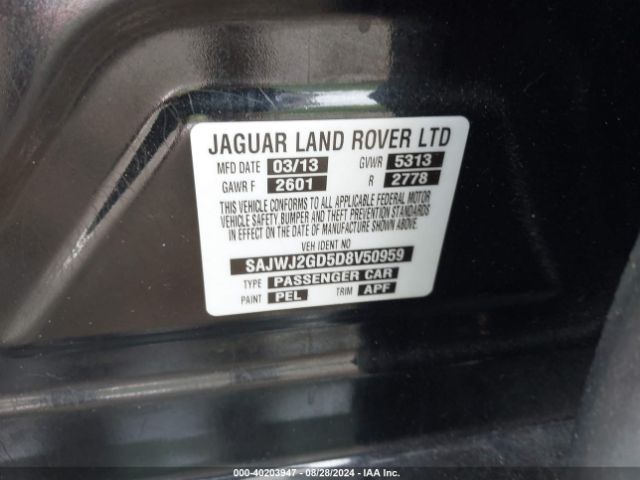 JAGUAR LAND ROVER LTD
MFD DATE 03/13 GVWR 5313
GAWR F 2601 R 2778
THIS VEHICLE CONFORMS TO ALL APPLICABLE FEDERAL MOTOR
VEHICLE SAFETY,BUMPER AND THEFT PREVENTION STANDARDS
IN EFFECT ON THE DATE OF MANUFACTURE SHOWN ABOVE
VEH IDENT NO
SAJWJ2GD5D8V50959
TYPE PASSENGER CAR
PAINT PEL TRIM APF
000-40203947 - 08/28/2024 - IAA Inc.